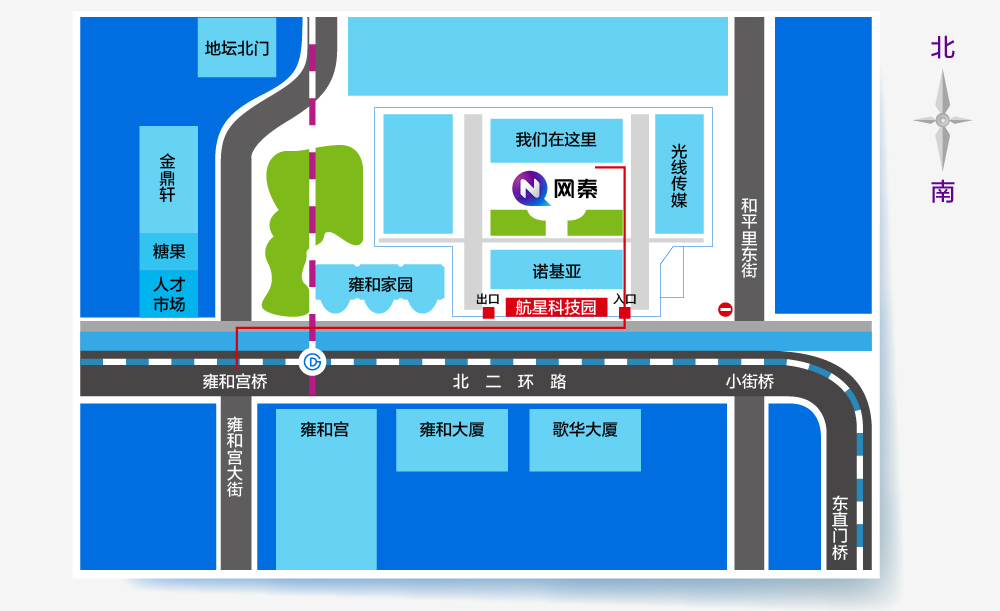 地坛北门
北
金鼎轩
我们在这里
光线传媒
N 网秦
南
和平里东街
糖果
人才
市场
诺基亚
雍和家园
出口
航星科技园
入口
雍和宫桥
北二环路
小街桥
雍和宫大街
雍和宫
雍和大厦
歌华大厦
东直门桥